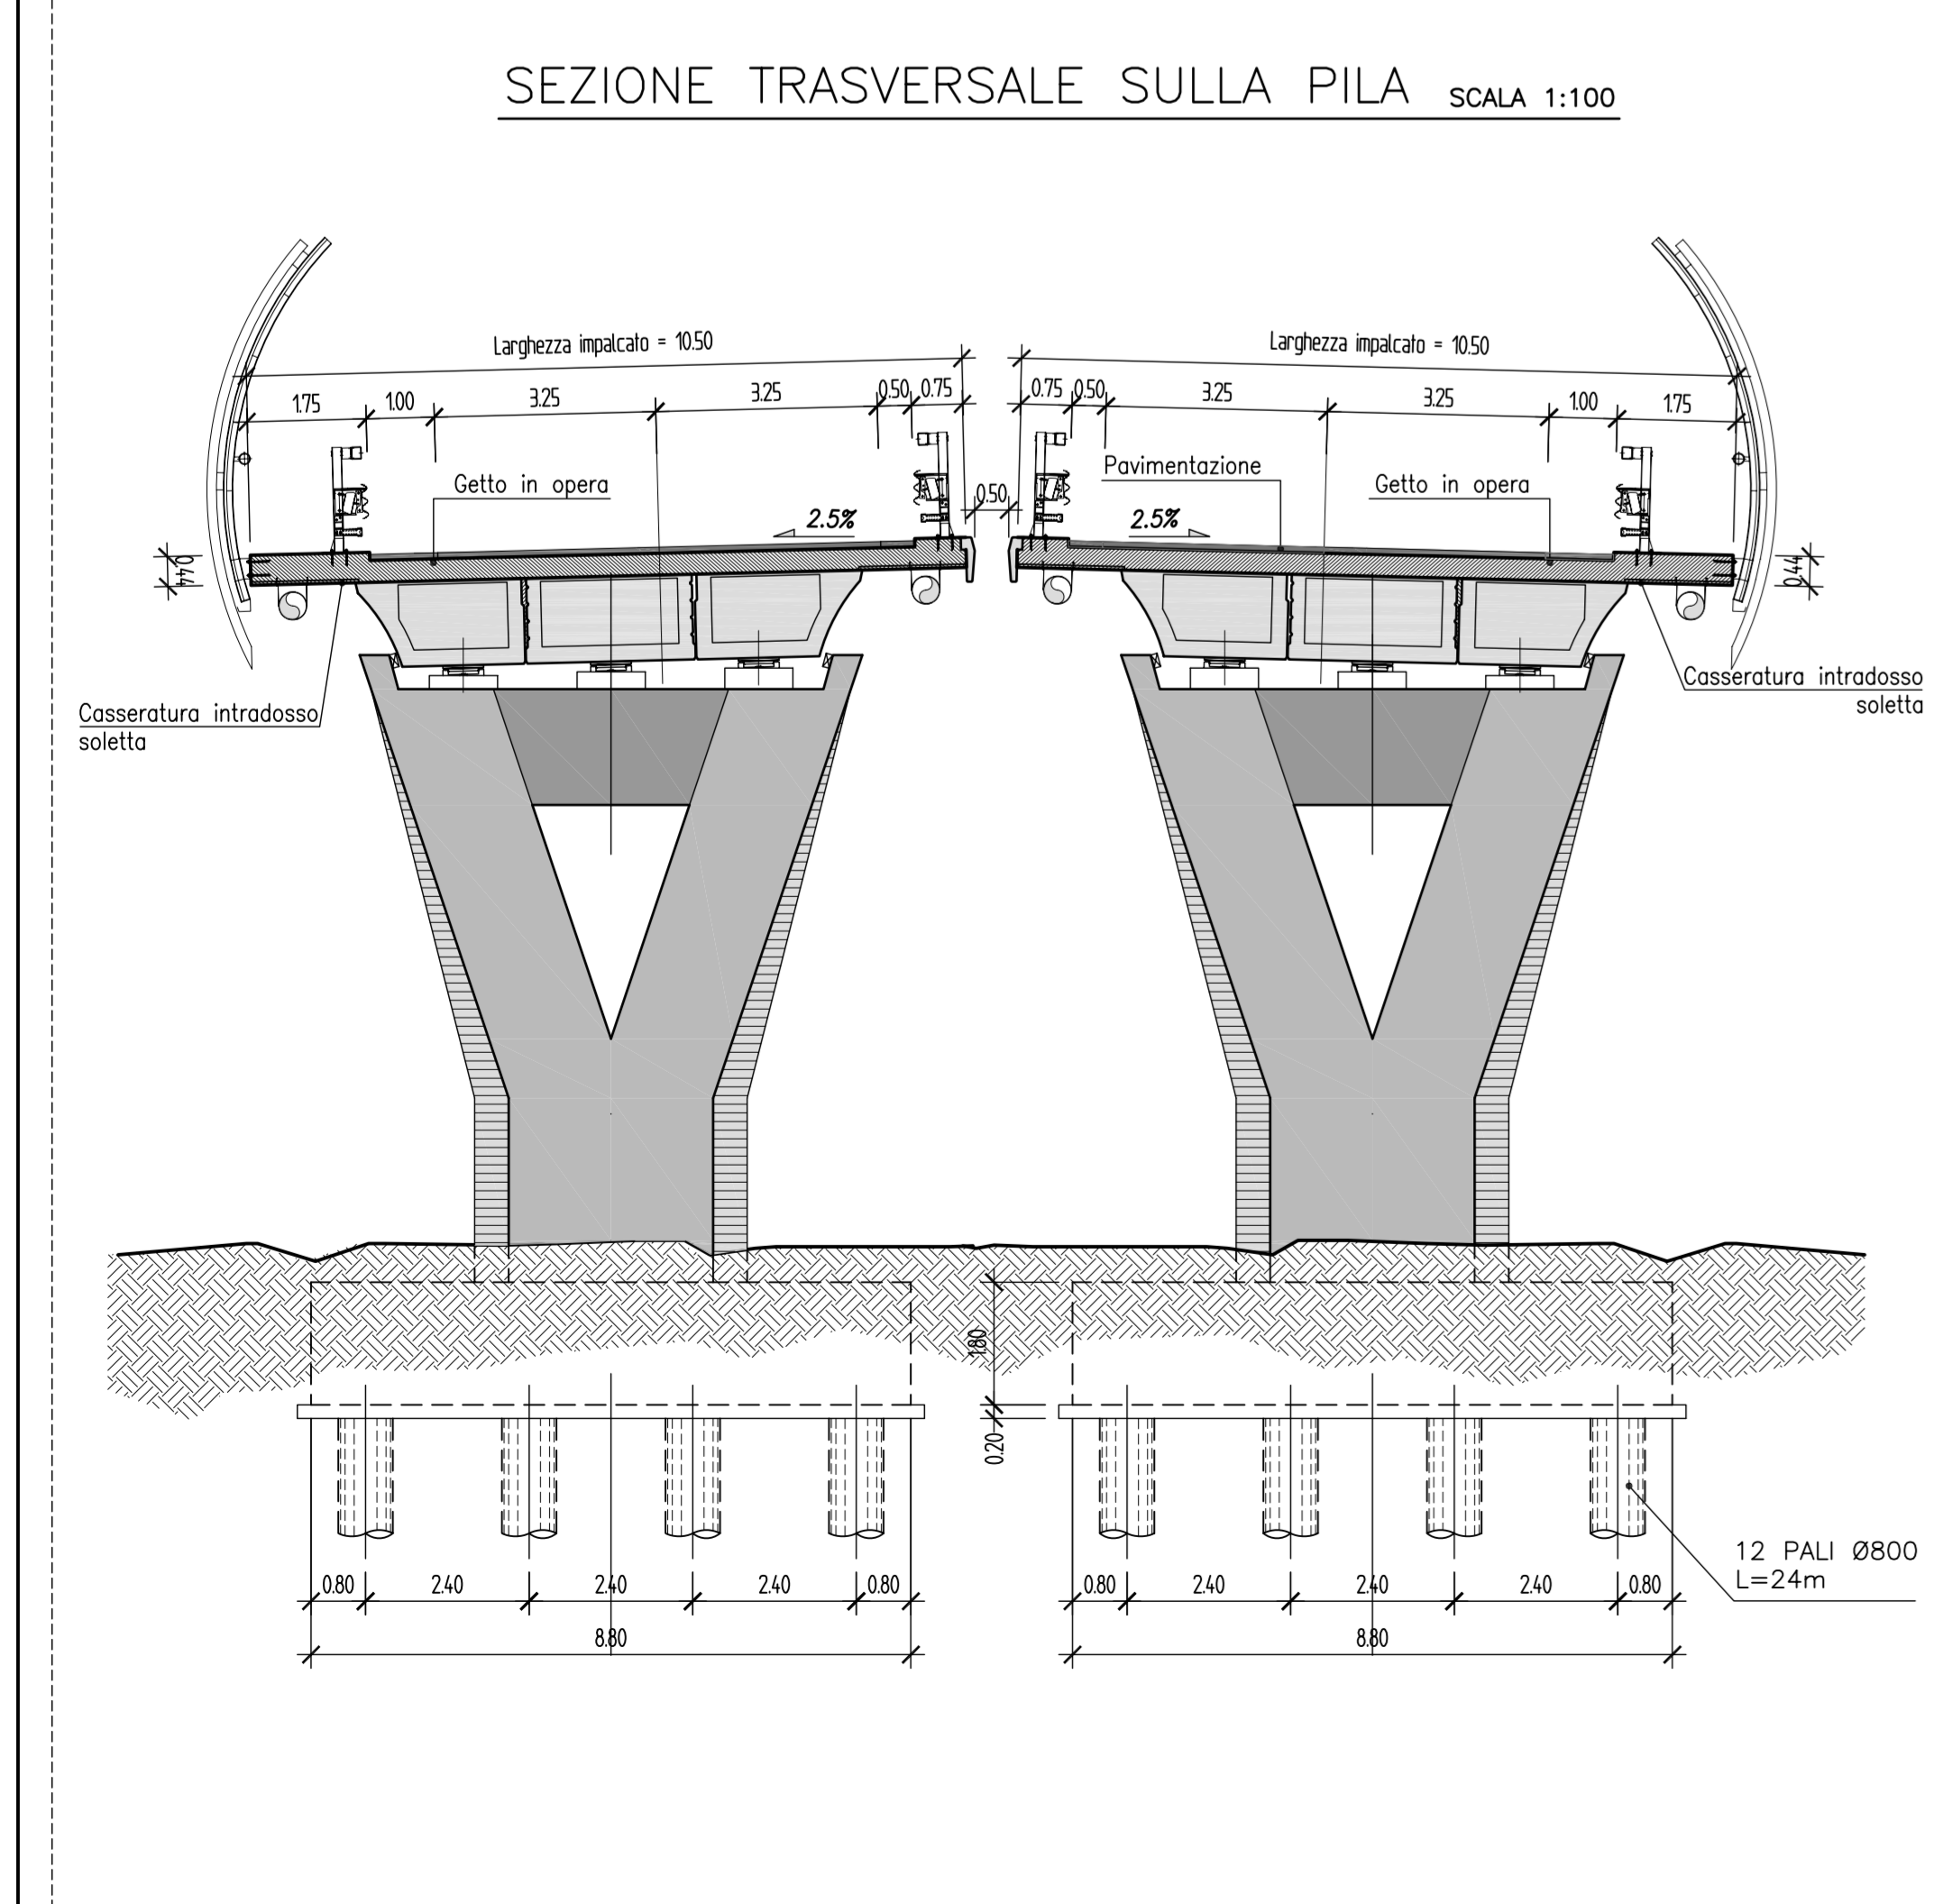 SEZIONE TRASVERSALE SULLA PILA SCALA 1:100
Larghezza impalcato = 10.50
Larghezza impalcato = 10.50
1.75 1.00 3.25 3.25 0.50 0.75
0.75 0.50 3.25 3.25 1.00 1.75
Getto in opera
0.50
Pavimentazione
Getto in opera
2.5%
2.5%
0.44
0.44
Casseratura intradosso
soletta
Casseratura intradosso
soletta
1.80
0.20
12 PALI Ø800
L=24m
0.80 2.40 2.40 2.40 0.80
0.80 2.40 2.40 2.40 0.80
8.80
8.80